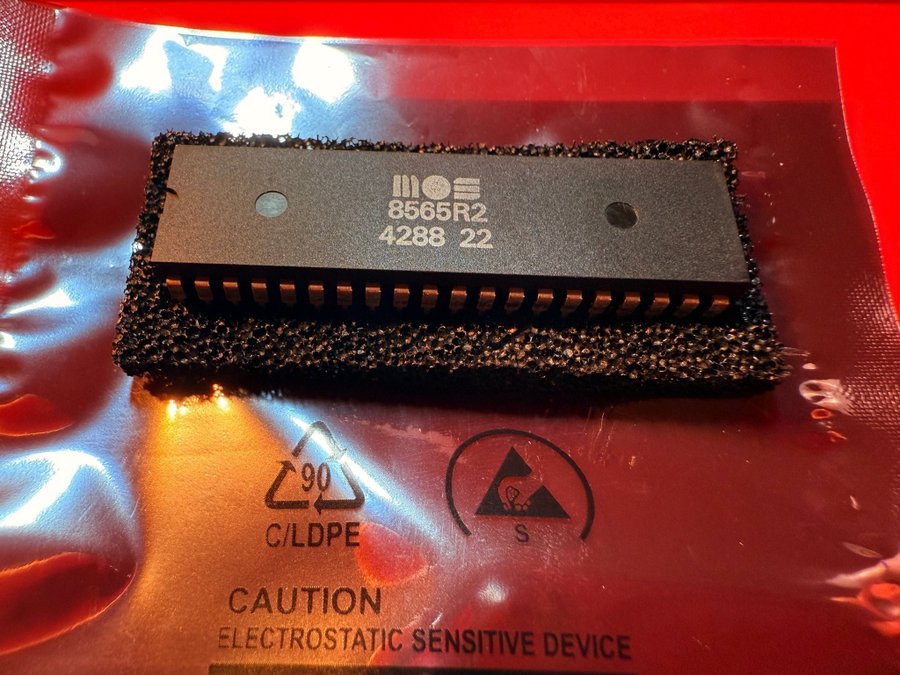 mos
8565R2
4288 22
90
C/LDPE
S
CAUTION
ELECTROSTATIC SENSITIVE DEVICE